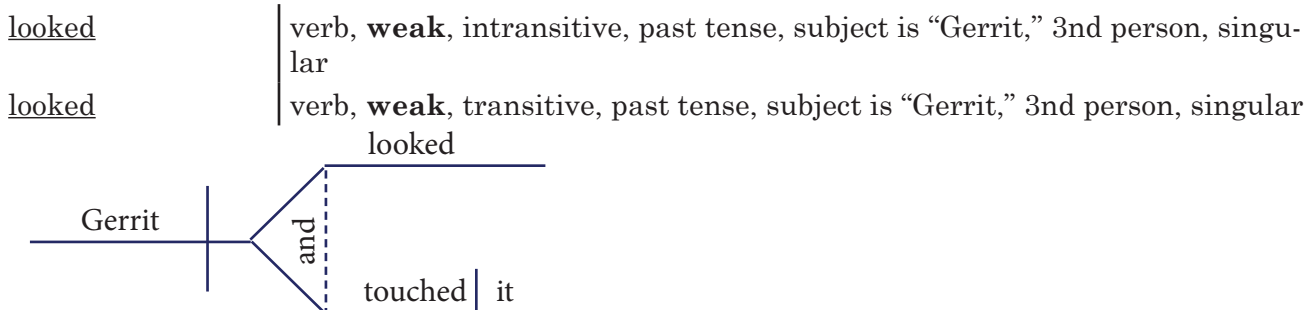 looked verb, weak, intransitive, past tense, subject is “Gerrit,” 3nd person, singu-
lar
looked verb, weak, transitive, past tense, subject is “Gerrit,” 3nd person, singular
looked
Gerrit
and
touched it